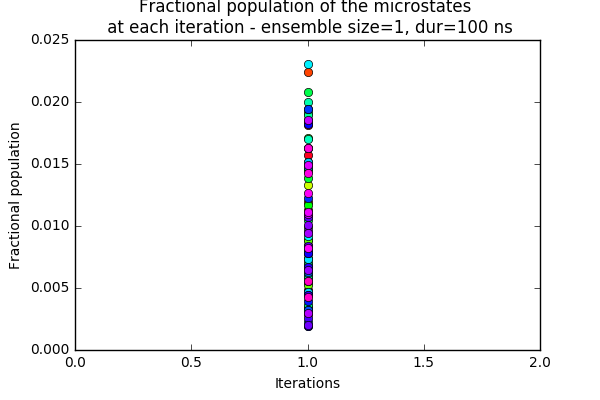 Fractional population of the microstates
at each iteration - ensemble size=1, dur=100 ns
0.025
0.020
0.015
0.010
0.005
0.000
Fractional population
0.0 0.5 1.0 1.5 2.0
Iterations